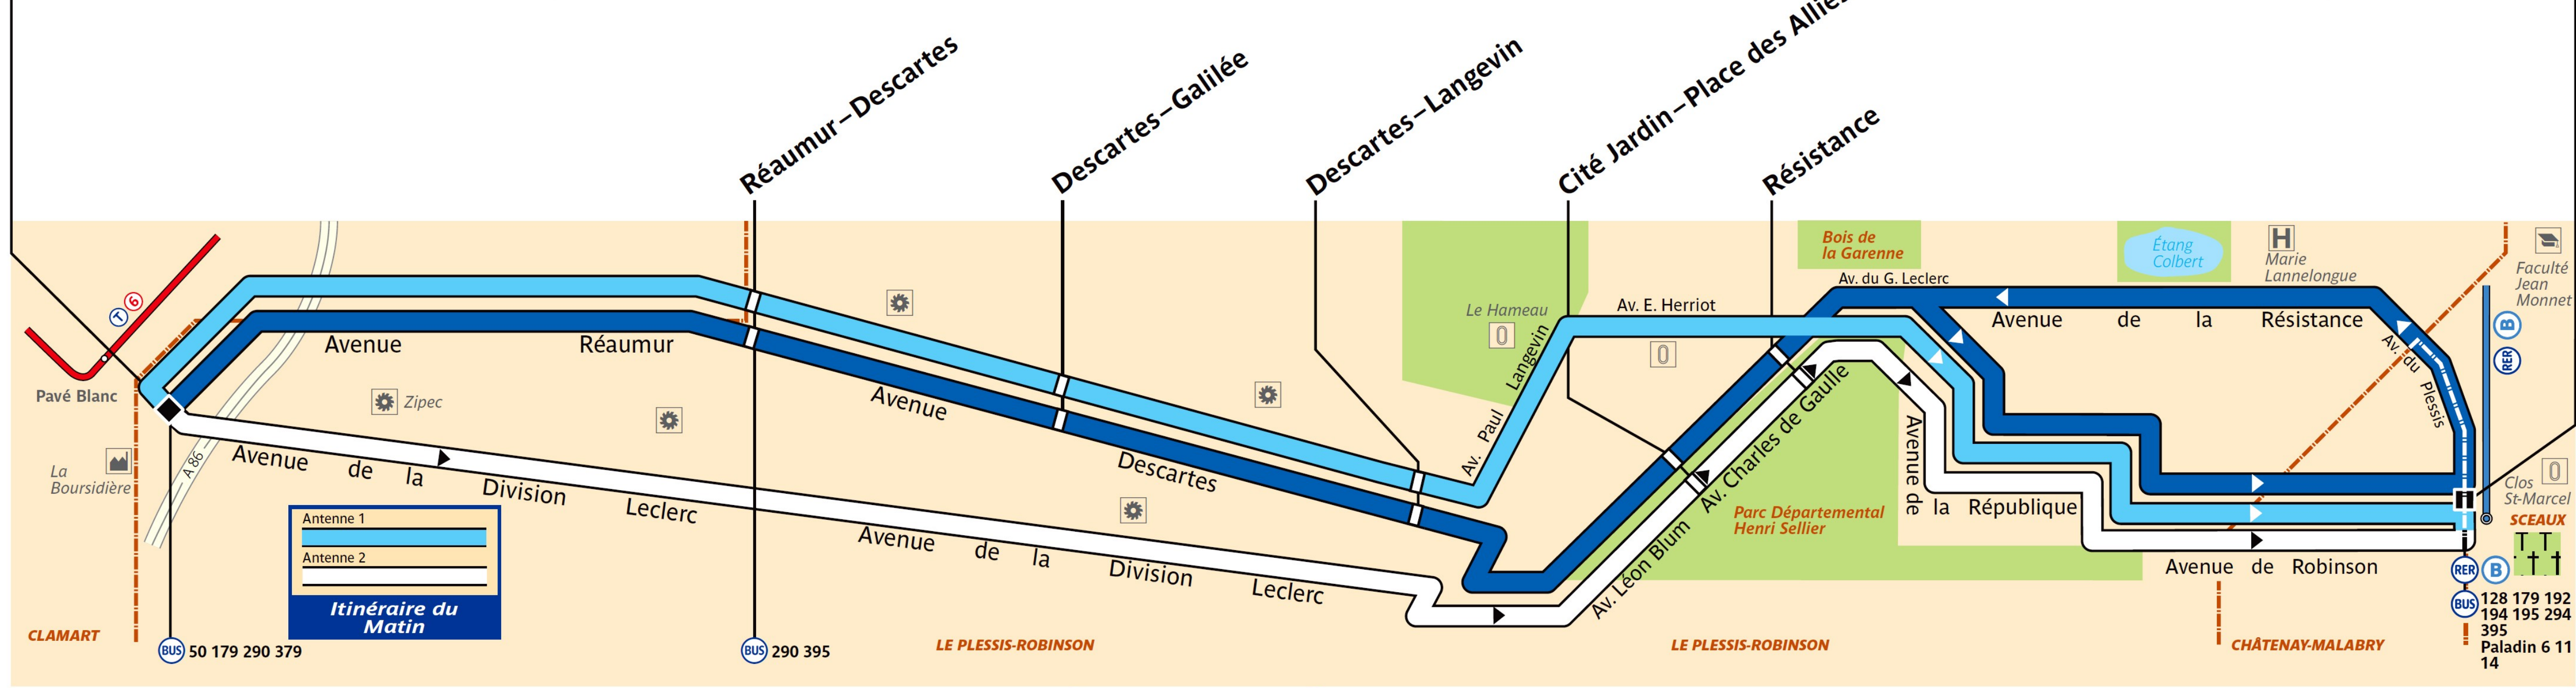 Réaumur–Descartes
Descartes–Galilée
Descartes–Langevin
Cité Jardin–Place des Alliés
Résistance
Bois de
la Garenne
Étang
Colbert
H
Marie
Lannelongue
Faculté
Jean
Monnet
T 6
Av. du G. Leclerc
Le Hameau
Av. E. Herriot
Avenue de la Résistance
B
RER
Avenue Réaumur
Av. Paul Langevin
Av. du Plessis
Pavé Blanc
Zipec
Avenue Descartes
Av. Charles de Gaulle
Av. Léon Blum
Avenue de la République
La
Boursidière
A 86
Avenue de la Division Leclerc
Avenue de la Division Leclerc
Parc Départemental
Henri Sellier
Clos
St-Marcel
SCEAUX
Antenne 1
Antenne 2
Itinéraire du
Matin
Avenue de Robinson
RER B
BUS 128 179 192
194 195 294
395
Paladin 6 11
14
CLAMART
BUS 50 179 290 379
BUS 290 395
LE PLESSIS-ROBINSON
LE PLESSIS-ROBINSON
CHÂTENAY-MALABRY